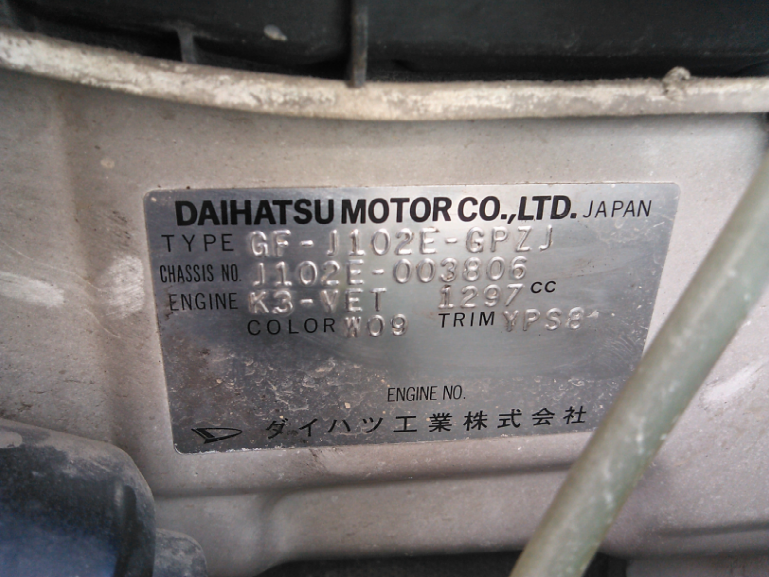 DAIHATSU MOTOR CO.,LTD. JAPAN
TYPE GF-J102E-GPZJ
CHASSIS NO. J102E-003806
ENGINE K3-VET 1297 CC
COLOR W09 TRIM YPS8
ENGINE NO.
ダイハツ工業株式会社